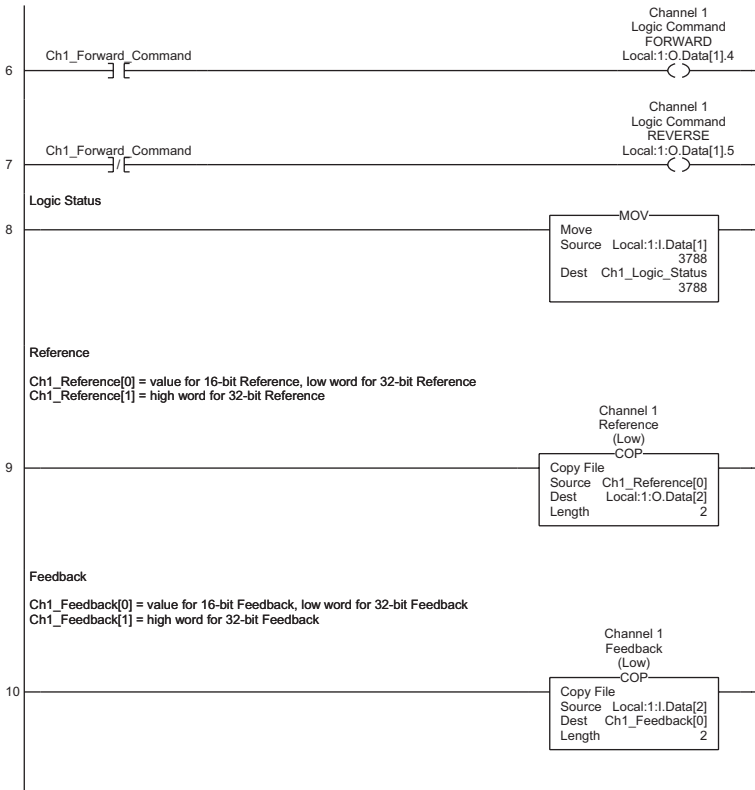 Channel 1
Logic Command
FORWARD
Ch1_Forward_Command
Local:1:O.Data[1].4
6
Channel 1
Logic Command
REVERSE
Ch1_Forward_Command
Local:1:O.Data[1].5
/
7
Logic Status
MOV
8
Move
Source Local:1:I.Data[1]
3788
Dest Ch1_Logic_Status
3788
Reference
Ch1_Reference[0] = value for 16-bit Reference, low word for 32-bit Reference
Ch1_Reference[1] = high word for 32-bit Reference
Channel 1
Reference
(Low)
COP
9
Copy File
Source Ch1_Reference[0]
Dest Local:1:O.Data[2]
Length 2
Feedback
Ch1_Feedback[0] = value for 16-bit Feedback, low word for 32-bit Feedback
Ch1_Feedback[1] = high word for 32-bit Feedback
Channel 1
Feedback
(Low)
COP
10
Copy File
Source Local:1:I.Data[2]
Dest Ch1_Feedback[0]
Length 2